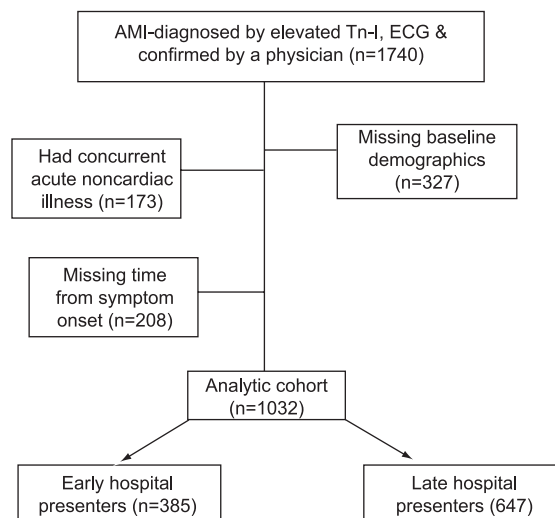 AMI-diagnosed by elevated Tn-I, ECG &
confirmed by a physician (n=1740)
Missing baseline
demographics
(n=327)
Had concurrent
acute noncardiac
illness (n=173)
Missing time
from symptom
onset (n=208)
Analytic cohort
(n=1032)
Early hospital
presenters (n=385)
Late hospital
presenters (647)